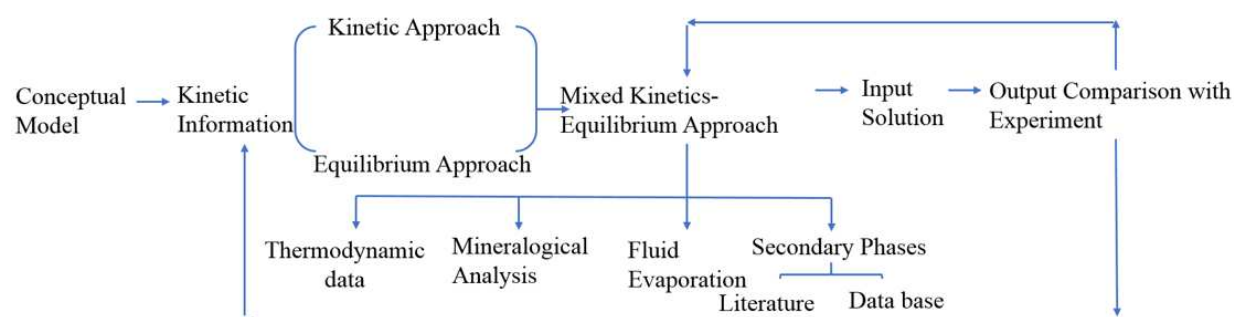 Kinetic Approach
Conceptual
Model
Kinetic
Information
Mixed Kinetics-
Equilibrium Approach
Input
Solution
Output Comparison with
Experiment
Equilibrium Approach
Thermodynamic
data
Mineralogical
Analysis
Fluid
Evaporation
Secondary Phases
Literature
Data base